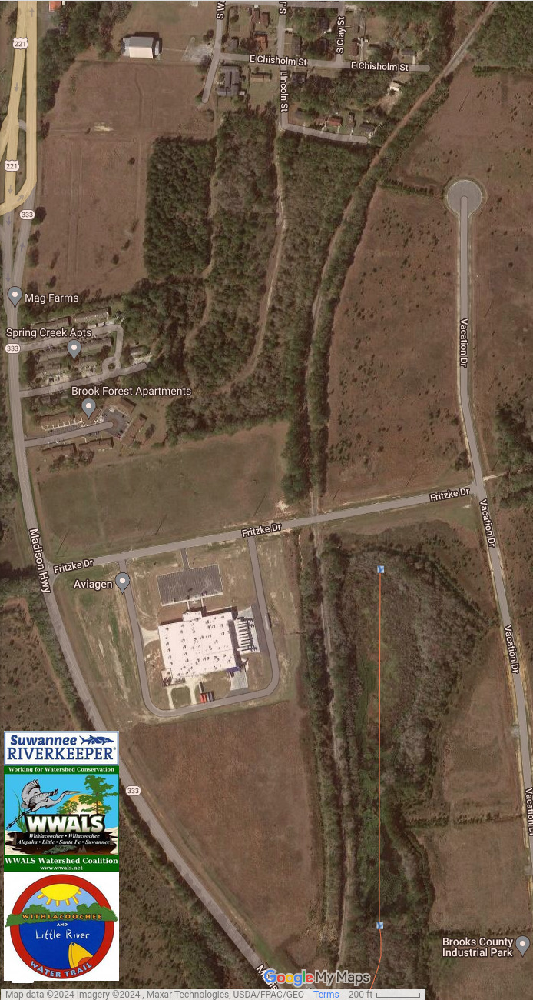 221
S J
S Clay St
E Chisholm St
E Chisholm St
Lincoln St
221
333
Mag Farms
Spring Creek Apts
333
Vacation Dr
Brook Forest Apartments
Fritzke Dr
Vacation Dr
Fritzke Dr
Madison Hwy
Fritzke Dr
Aviagen
Vacation Dr
Suwannee
RIVERKEEPER®
Working for Watershed Conservation
WWALS
Withlacoochee • Willacoochee
Alapaha • Little • Santa Fe • Suwannee
WWALS Watershed Coalition
www.wwals.net
333
Vacation Dr
WITHLACOOCHEE
AND
Little River
WATER TRAIL
Brooks County
Industrial Park
Google My Maps
Map data ©2024 Imagery ©2024 , Maxar Technologies, USDA/FPAC/GEO Terms 200 ft